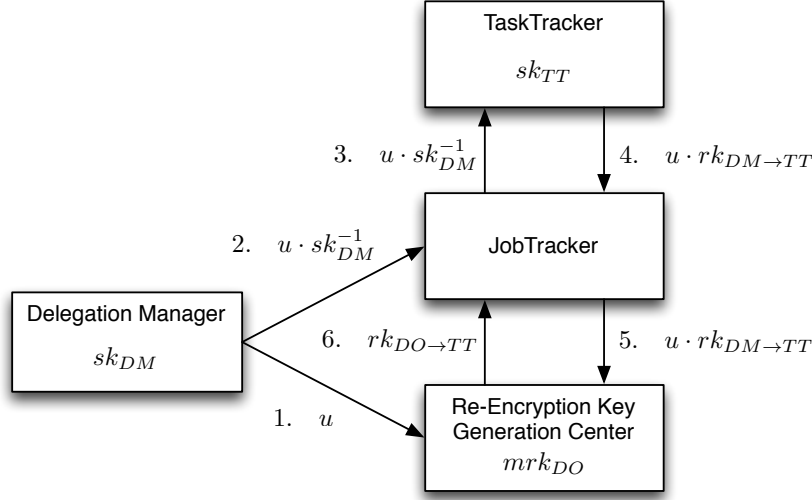 TaskTracker
sk_{TT}
3. u · sk_{DM}^{-1}
4. u · rk_{DM→TT}
2. u · sk_{DM}^{-1}
JobTracker
Delegation Manager
sk_{DM}
6. rk_{DO→TT}
5. u · rk_{DM→TT}
1. u
Re-Encryption Key
Generation Center
mrk_{DO}